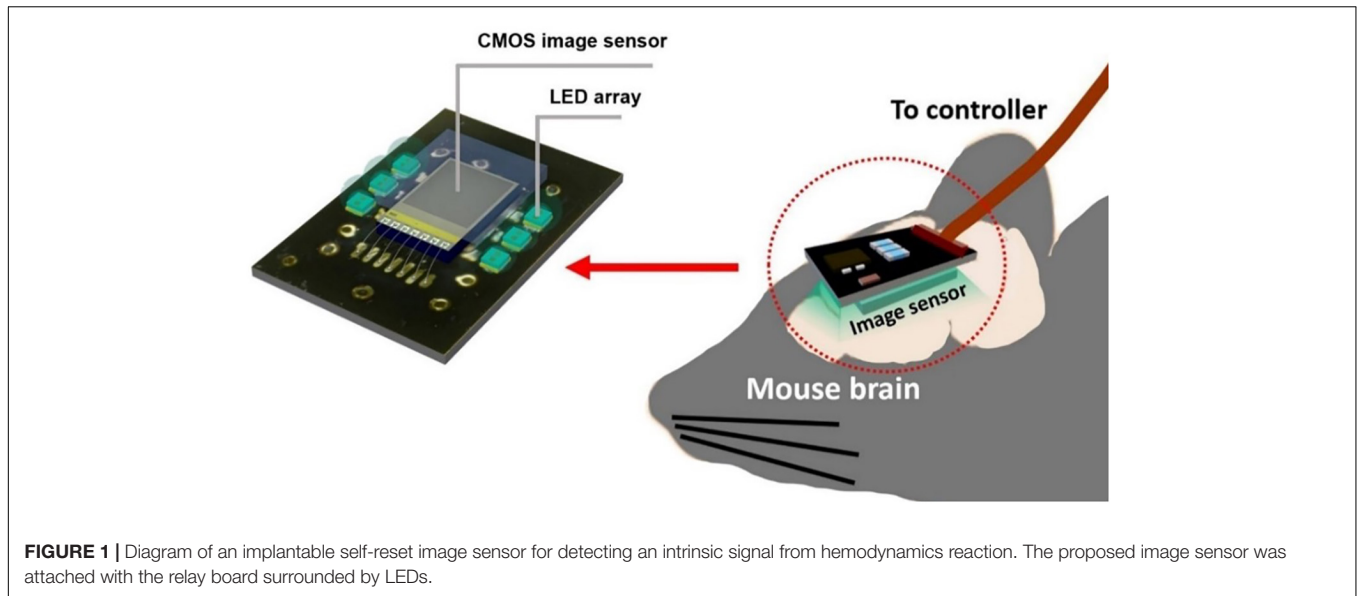 CMOS image sensor
LED array
To controller
Image sensor
Mouse brain
FIGURE 1 | Diagram of an implantable self-reset image sensor for detecting an intrinsic signal from hemodynamics reaction. The proposed image sensor was
attached with the relay board surrounded by LEDs.